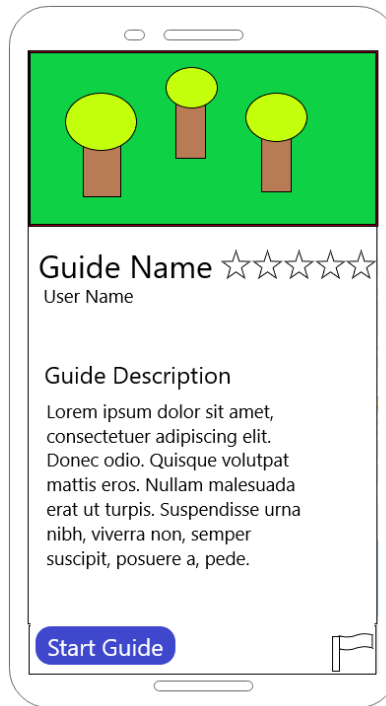 Guide Name
User Name
Guide Description
Lorem ipsum dolor sit amet,
consectetuer adipiscing elit.
Donec odio. Quisque volutpat
mattis eros. Nullam malesuada
erat ut turpis. Suspendisse urna
nibh, viverra non, semper
suscipit, posuere a, pede.
Start Guide